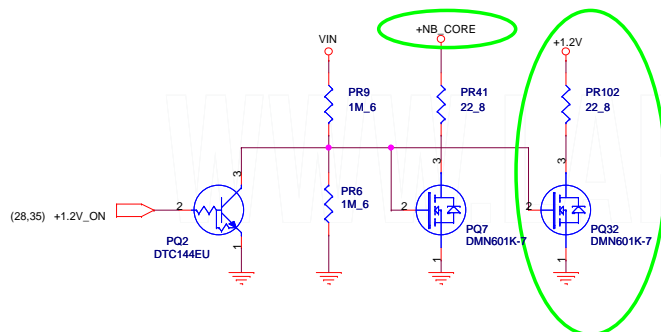 VIN
+NB_CORE
+1.2V
PR9
1M_6
PR41
22_8
PR102
22_8
3
3
3
PR6
1M_6
(28,35) +1.2V_ON
2
2
2
PQ2
DTC144EU
1
PQ7
DMN601K-7
1
PQ32
DMN601K-7
1